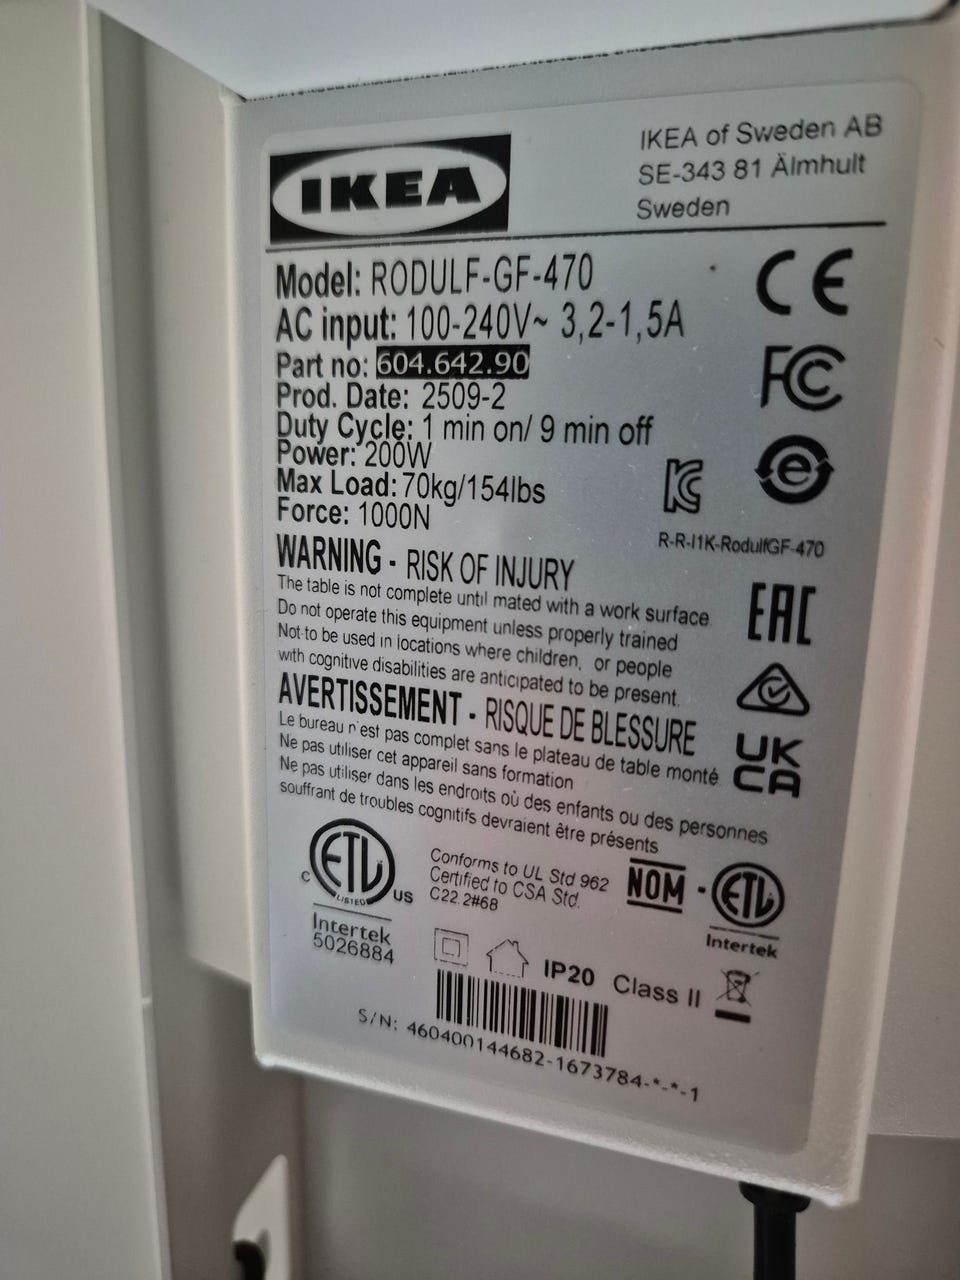 IKEA
IKEA of Sweden AB
SE-343 81 Älmhult
Sweden
Model: RODULF-GF-470
AC input: 100-240V~ 3,2-1,5A
Part no: 604.642.90
Prod. Date: 2509-2
Duty Cycle: 1 min on/ 9 min off
Power: 200W
Max Load: 70kg/154lbs
Force: 1000N
CE
FC
R-R-I1K-RodulfGF-470
WARNING - RISK OF INJURY
The table is not complete until mated with a work surface
Do not operate this equipment unless properly trained
Not to be used in locations where children, or people
with cognitive disabilities are anticipated to be present.
EAC
AVERTISSEMENT - RISQUE DE BLESSURE
Le bureau n'est pas complet sans le plateau de table monté
Ne pas utiliser cet appareil sans formation
Ne pas utiliser dans les endroits où des enfants ou des personnes
souffrant de troubles cognitifs devraient être présents
UK
CA
c ETL LISTED US
Intertek
5026884
Conforms to UL Std 962
Certified to CSA Std.
C22.2#68
NOM - ETL
Intertek
IP20 Class II
S/N: 460400144682-1673784-*-*-1